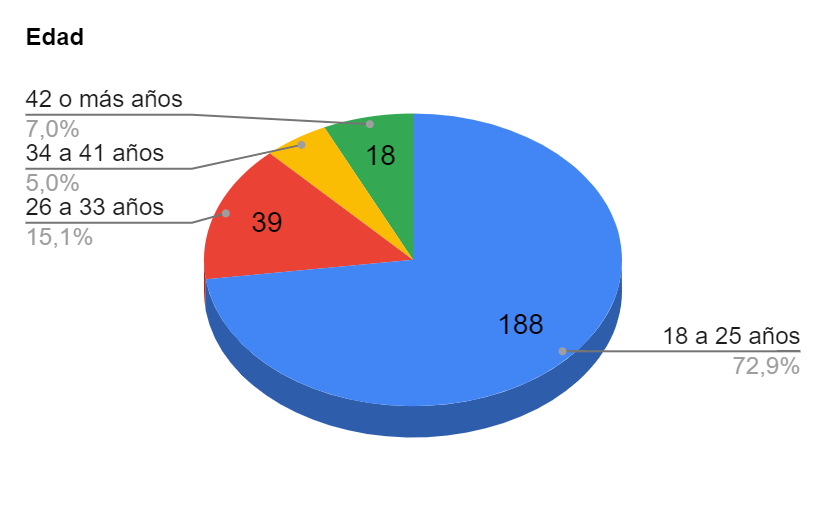 Edad
42 o más años
7,0%
34 a 41 años
5,0%
26 a 33 años
15,1%
18
39
188
18 a 25 años
72,9%